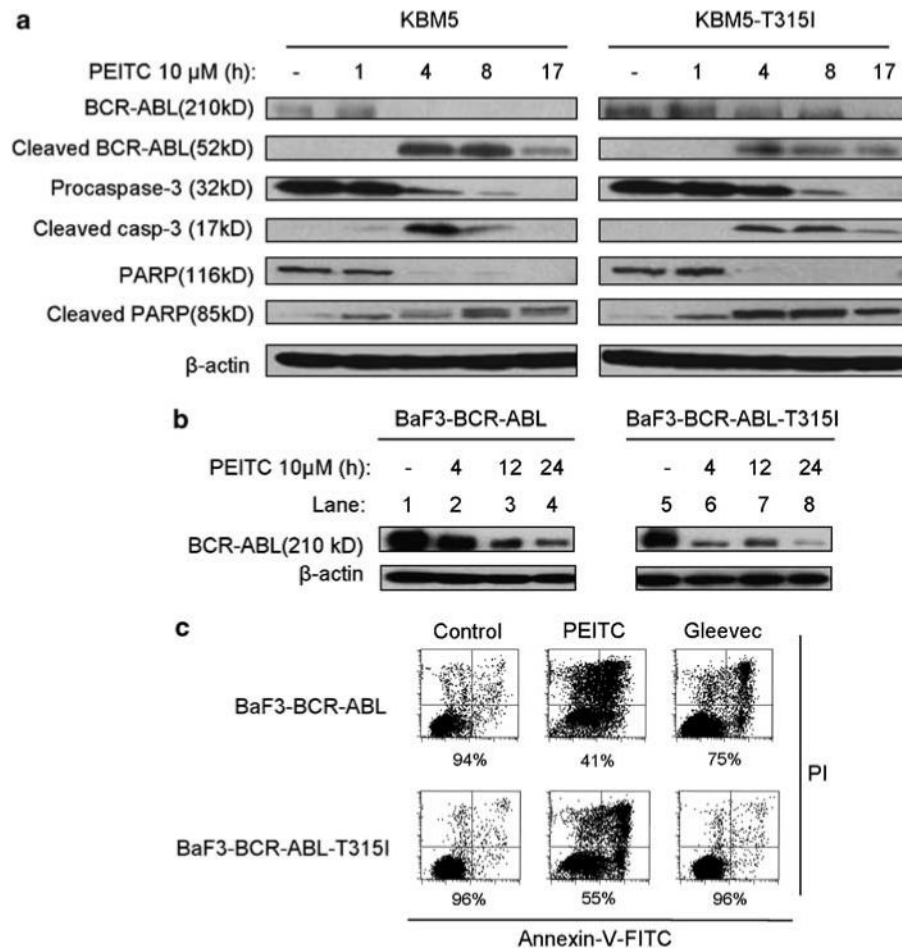 a
KBM5 KBM5-T315I
PEITC 10 µM (h): - 1 4 8 17 - 1 4 8 17
BCR-ABL(210kD)
Cleaved BCR-ABL(52kD)
Procaspase-3 (32kD)
Cleaved casp-3 (17kD)
PARP(116kD)
Cleaved PARP(85kD)
β-actin
b
BaF3-BCR-ABL BaF3-BCR-ABL-T315I
PEITC 10µM (h): - 4 12 24 - 4 12 24
Lane: 1 2 3 4 5 6 7 8
BCR-ABL(210 kD)
β-actin
c
Control PEITC Gleevec
BaF3-BCR-ABL
94% 41% 75%
PI
BaF3-BCR-ABL-T315I
96% 55% 96%
Annexin-V-FITC